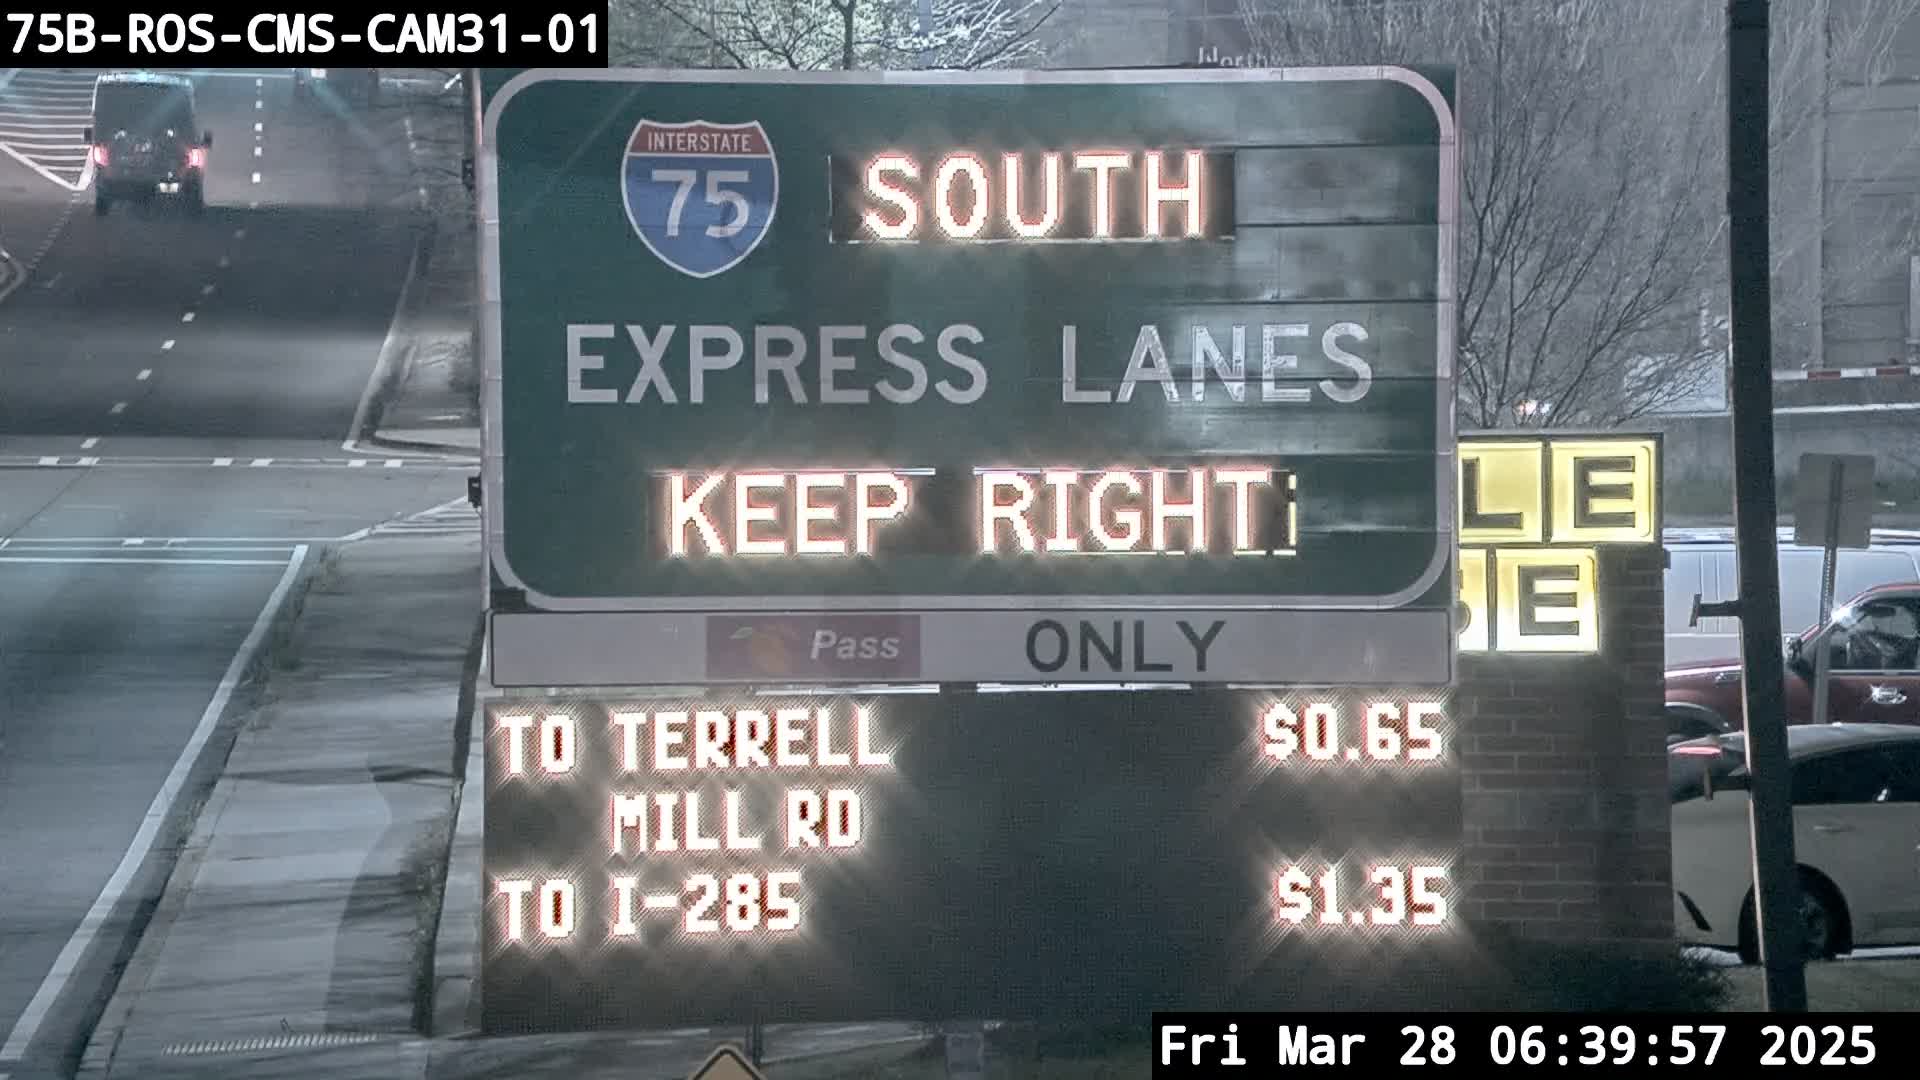 75B-ROS-CMS-CAM31-01
North
INTERSTATE
75
SOUTH
EXPRESS LANES
KEEP RIGHT
Pass ONLY
LE
E
TO TERRELL $0.65
MILL RD
TO I-285 $1.35
Fri Mar 28 06:39:57 2025